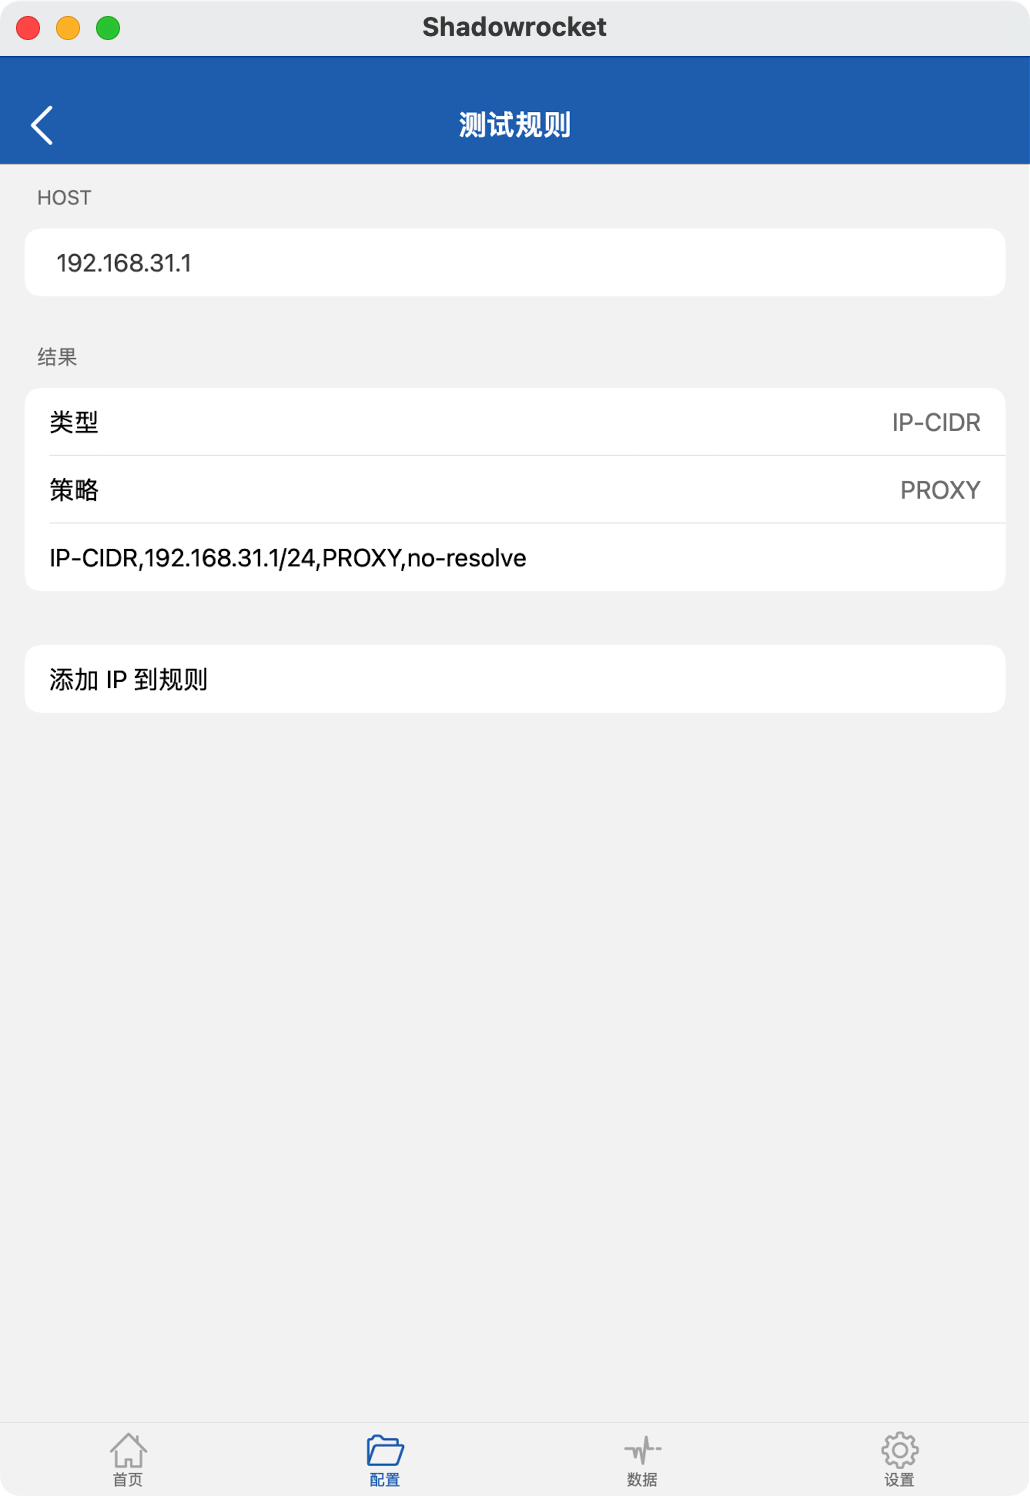 Shadowrocket
测试规则
HOST
192.168.31.1
结果
类型 IP-CIDR
策略 PROXY
IP-CIDR,192.168.31.1/24,PROXY,no-resolve
添加 IP 到规则
首页 配置 数据 设置